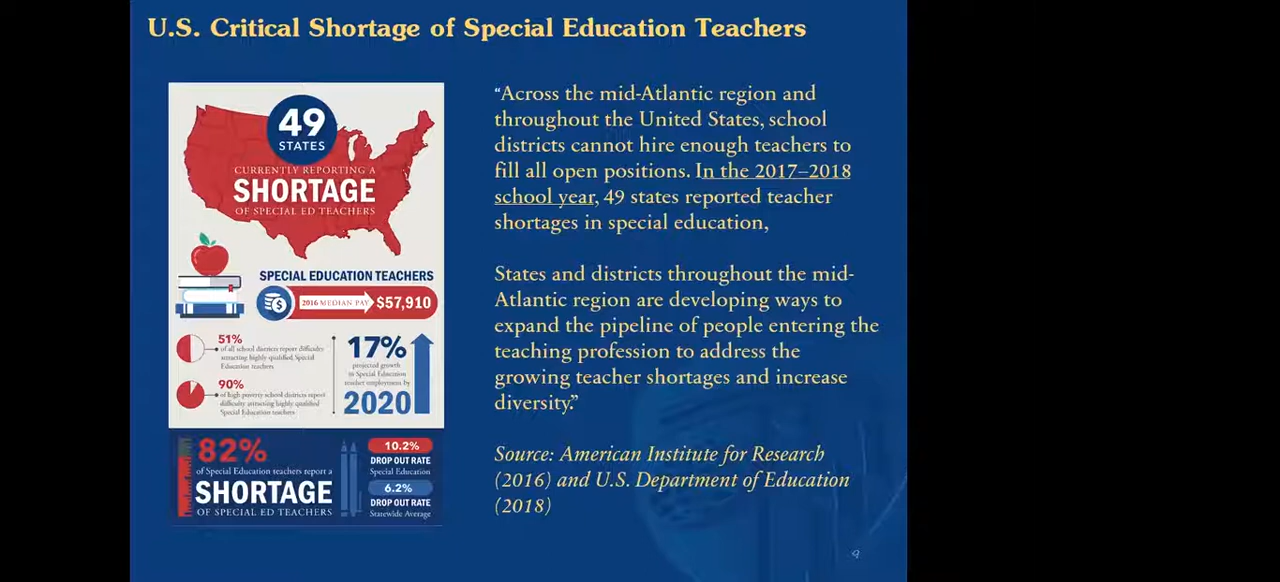 U.S. Critical Shortage of Special Education Teachers
49
STATES
CURRENTLY REPORTING A
SHORTAGE
OF SPECIAL ED TEACHERS
SPECIAL EDUCATION TEACHERS
2016 MEDIAN PAY $57,910
51%
of all school districts report difficulty
attracting highly qualified Special
Education teachers
90%
of high poverty school districts report
difficulty attracting highly qualified
Special Education teachers
17%
projected growth
in Special Education
teacher employment by
2020
82%
of Special Education teachers report a
SHORTAGE
OF SPECIAL ED TEACHERS
10.2%
DROP OUT RATE
Special Education
6.2%
DROP OUT RATE
Statewide Average
“Across the mid-Atlantic region and
throughout the United States, school
districts cannot hire enough teachers to
fill all open positions. In the 2017–2018
school year, 49 states reported teacher
shortages in special education,
States and districts throughout the mid-
Atlantic region are developing ways to
expand the pipeline of people entering the
teaching profession to address the
growing teacher shortages and increase
diversity.”
Source: American Institute for Research
(2016) and U.S. Department of Education
(2018)
9